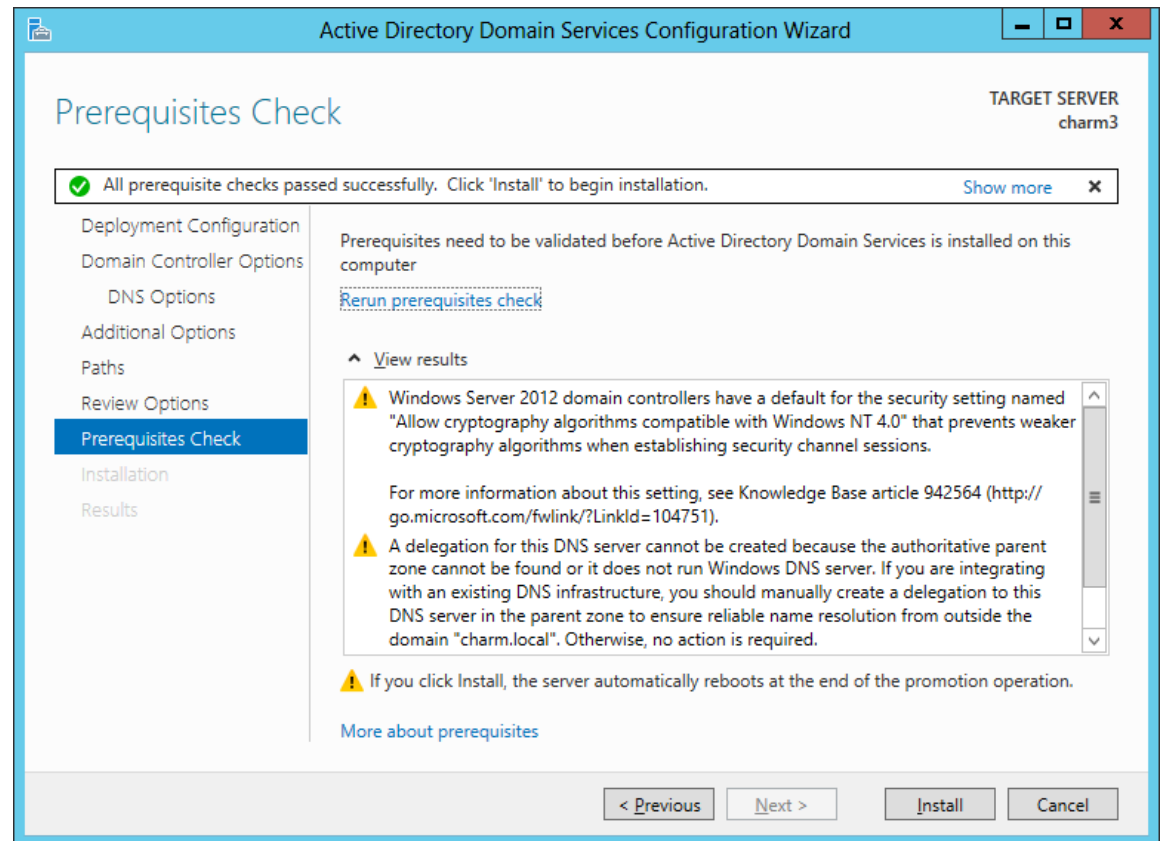 Active Directory Domain Services Configuration Wizard
Prerequisites Check
TARGET SERVER
charm3
All prerequisite checks passed successfully. Click 'Install' to begin installation.
Show more
Deployment Configuration
Domain Controller Options
DNS Options
Additional Options
Paths
Review Options
Prerequisites Check
Installation
Results
Prerequisites need to be validated before Active Directory Domain Services is installed on this
computer
Rerun prerequisites check
View results
Windows Server 2012 domain controllers have a default for the security setting named
"Allow cryptography algorithms compatible with Windows NT 4.0" that prevents weaker
cryptography algorithms when establishing security channel sessions.
For more information about this setting, see Knowledge Base article 942564 (http://
go.microsoft.com/fwlink/?LinkId=104751).
A delegation for this DNS server cannot be created because the authoritative parent
zone cannot be found or it does not run Windows DNS server. If you are integrating
with an existing DNS infrastructure, you should manually create a delegation to this
DNS server in the parent zone to ensure reliable name resolution from outside the
domain "charm.local". Otherwise, no action is required.
If you click Install, the server automatically reboots at the end of the promotion operation.
More about prerequisites
< Previous
Next >
Install
Cancel